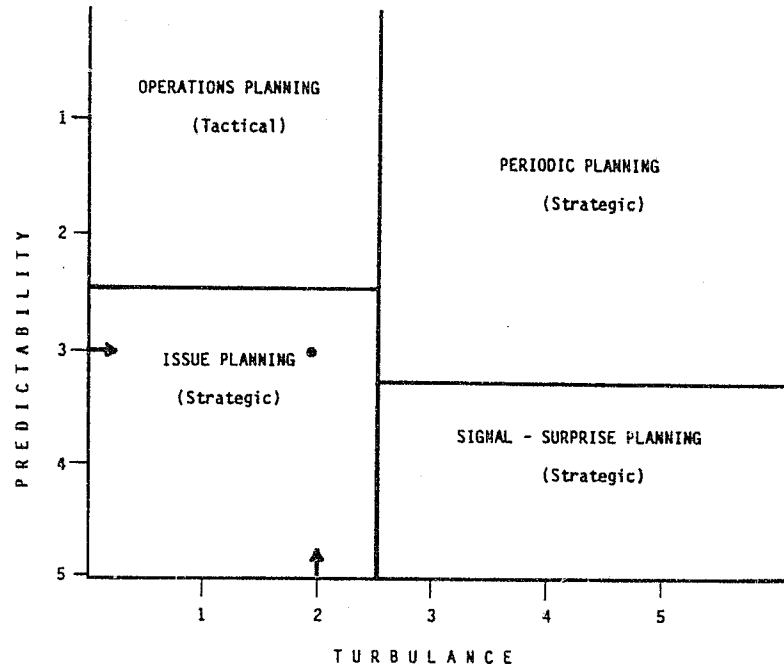 OPERATIONS PLANNING
(Tactical)
PERIODIC PLANNING
(Strategic)
ISSUE PLANNING
(Strategic)
SIGNAL - SURPRISE PLANNING
(Strategic)
PREDICTABILITY
1
2
3
4
5
1
2
3
4
5
TURBULANCE